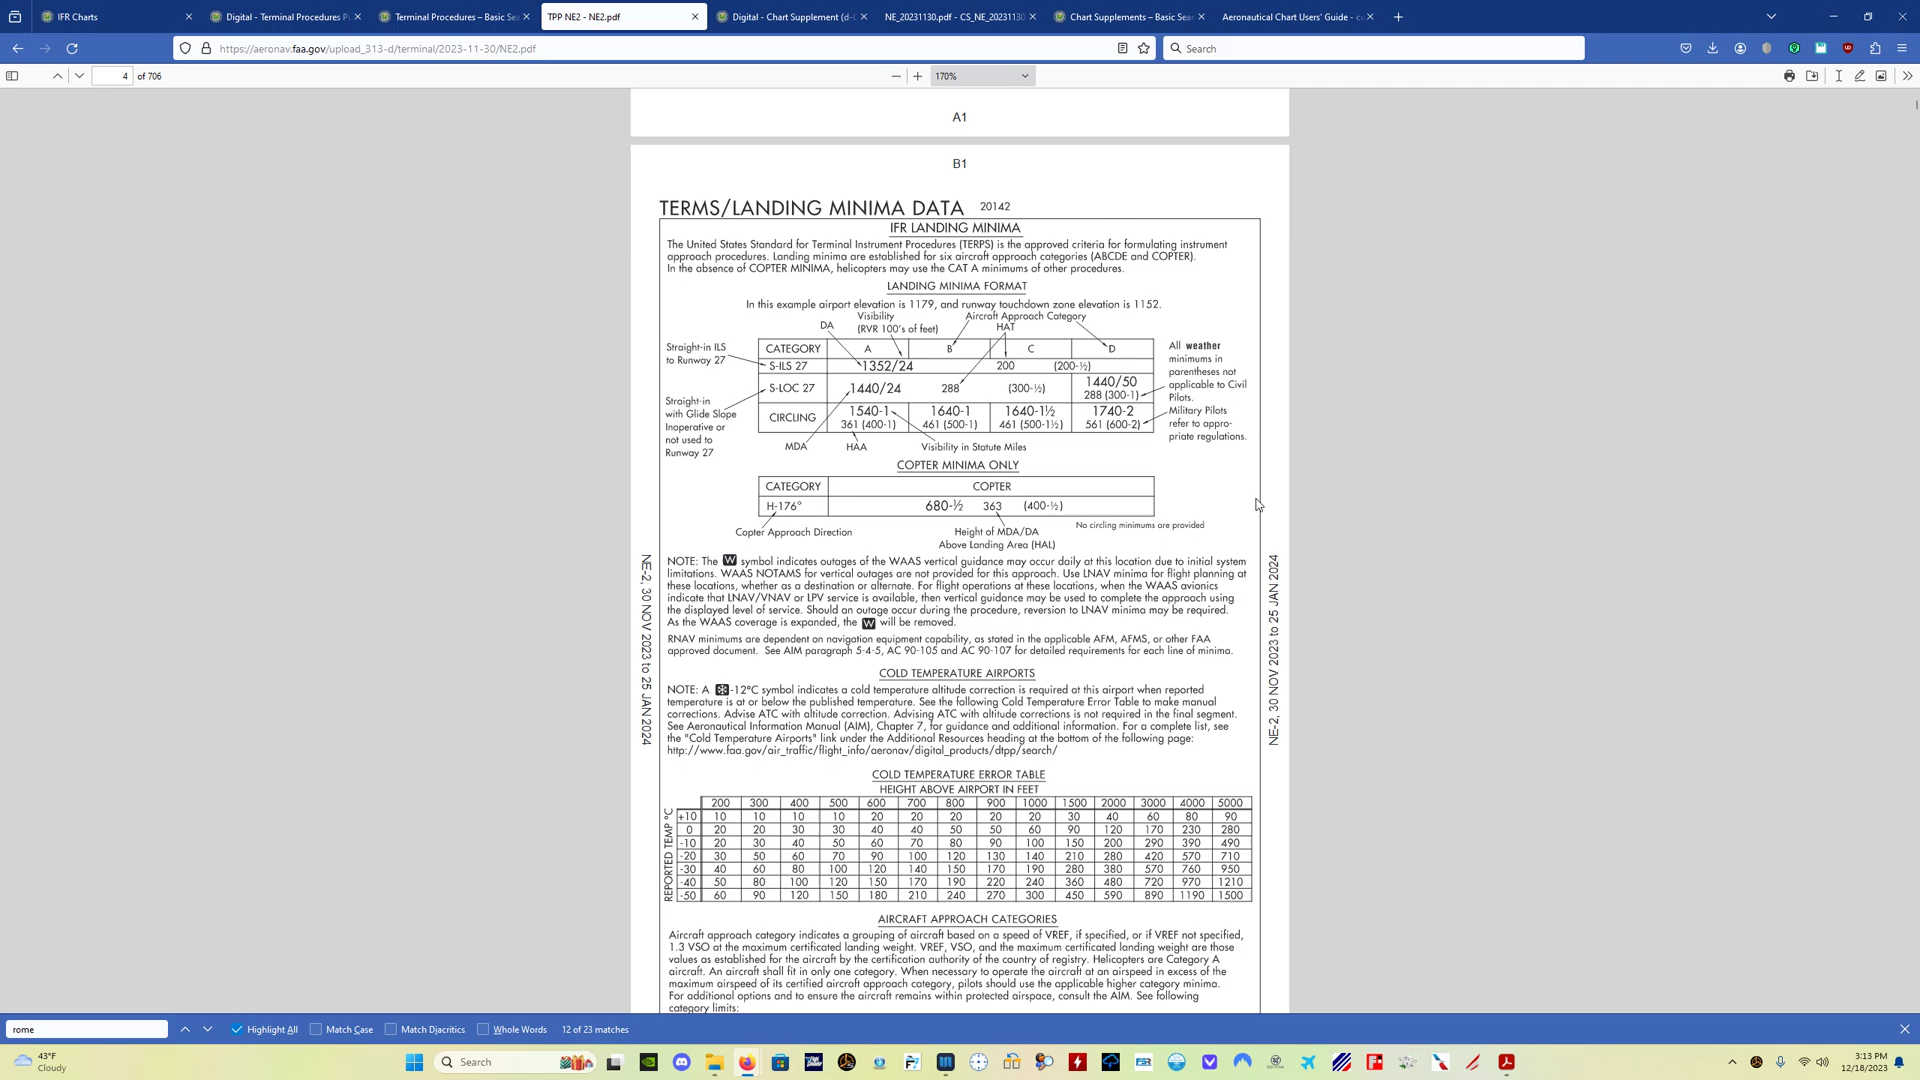 IFR Charts
Digital - Terminal Procedures P
Terminal Procedures – Basic Sea
TPP NE2 - NE2.pdf
Digital - Chart Supplement (d-C
NE_20231130.pdf - CS_NE_20231130.
Chart Supplements – Basic Sear
Aeronautical Chart Users' Guide - c
https://aeronav.faa.gov/upload_313-d/terminal/2023-11-30/NE2.pdf
Search
4 of 706
170%
A1
B1
TERMS/LANDING MINIMA DATA 20142
IFR LANDING MINIMA
The United States Standard for Terminal Instrument Procedures (TERPS) is the approved criteria for formulating instrument
approach procedures. Landing minima are established for six aircraft approach categories (ABCDE and COPTER).
In the absence of COPTER MINIMA, helicopters may use the CAT A minimums of other procedures.
LANDING MINIMA FORMAT
In this example airport elevation is 1179, and runway touchdown zone elevation is 1152.
DA
Visibility
(RVR 100's of feet)
Aircraft Approach Category
HAT
Straight-in ILS
to Runway 27
CATEGORY A B C D
S-ILS 27 1352/24 200 (200-½)
S-LOC 27 1440/24 288 (300-½) 1440/50
288 (300-1)
CIRCLING 1540-1 1640-1 1640-1½ 1740-2
361 (400-1) 461 (500-1) 461 (500-1½) 561 (600-2)
Straight-in
with Glide Slope
Inoperative or
not used to
Runway 27
All weather
minimums in
parentheses not
applicable to Civil
Pilots.
Military Pilots
refer to appro-
priate regulations.
MDA HAA Visibility in Statute Miles
COPTER MINIMA ONLY
CATEGORY COPTER
H-176° 680-½ 363 (400-½)
Copter Approach Direction
Height of MDA/DA
Above Landing Area (HAL)
No circling minimums are provided
NOTE: The W symbol indicates outages of the WAAS vertical guidance may occur daily at this location due to initial system
limitations. WAAS NOTAMS for vertical outages are not provided for this approach. Use LNAV minima for flight planning at
these locations, whether as a destination or alternate. For flight operations at these locations, when the WAAS avionics
indicate that LNAV/VNAV or LPV service is available, then vertical guidance may be used to complete the approach using
the displayed level of service. Should an outage occur during the procedure, reversion to LNAV minima may be required.
As the WAAS coverage is expanded, the W will be removed.
RNAV minimums are dependent on navigation equipment capability, as stated in the applicable AFM, AFMS, or other FAA
approved document. See AIM paragraph 5-4-5, AC 90-105 and AC 90-107 for detailed requirements for each line of minima.
COLD TEMPERATURE AIRPORTS
NOTE: A -12°C symbol indicates a cold temperature altitude correction is required at this airport when reported
temperature is at or below the published temperature. See the following Cold Temperature Error Table to make manual
corrections. Advise ATC with altitude correction. Advising ATC with altitude corrections is not required in the final segment.
See Aeronautical Information Manual (AIM), Chapter 7, for guidance and additional information. For a complete list, see
the "Cold Temperature Airports" link under the Additional Resources heading at the bottom of the following page:
http://www.faa.gov/air_traffic/flight_info/aeronav/digital_products/dtpp/search/
COLD TEMPERATURE ERROR TABLE
HEIGHT ABOVE AIRPORT IN FEET
200 300 400 500 600 700 800 900 1000 1500 2000 3000 4000 5000
REPORTED TEMP °C
+10 10 10 10 10 20 20 20 20 20 30 40 60 80 90
0 20 20 30 30 40 40 50 50 60 90 120 170 230 280
-10 20 30 40 50 60 70 80 90 100 150 200 290 390 490
-20 30 50 60 70 90 100 120 130 140 210 280 420 570 710
-30 40 60 80 100 120 140 150 170 190 280 380 570 760 950
-40 50 80 100 120 150 170 190 220 240 360 480 720 970 1210
-50 60 90 120 150 180 210 240 270 300 450 590 890 1190 1500
AIRCRAFT APPROACH CATEGORIES
Aircraft approach category indicates a grouping of aircraft based on a speed of VREF, if specified, or if VREF not specified,
1.3 VSO at the maximum certificated landing weight. VREF, VSO, and the maximum certificated landing weight are those
values as established for the aircraft by the certification authority of the country of registry. Helicopters are Category A
aircraft. An aircraft shall fit in only one category. When necessary to operate the aircraft at an airspeed in excess of the
maximum airspeed of its certified aircraft approach category, pilots should use the applicable higher category minima.
For additional options and to ensure the aircraft remains within protected airspace, consult the AIM. See following
category limits:
NE-2, 30 NOV 2023 to 25 JAN 2024
NE-2, 30 NOV 2023 to 25 JAN 2024
rome
Highlight All
Match Case
Match Diacritics
Whole Words
12 of 23 matches
43°F
Cloudy
Search
3:13 PM
12/18/2023